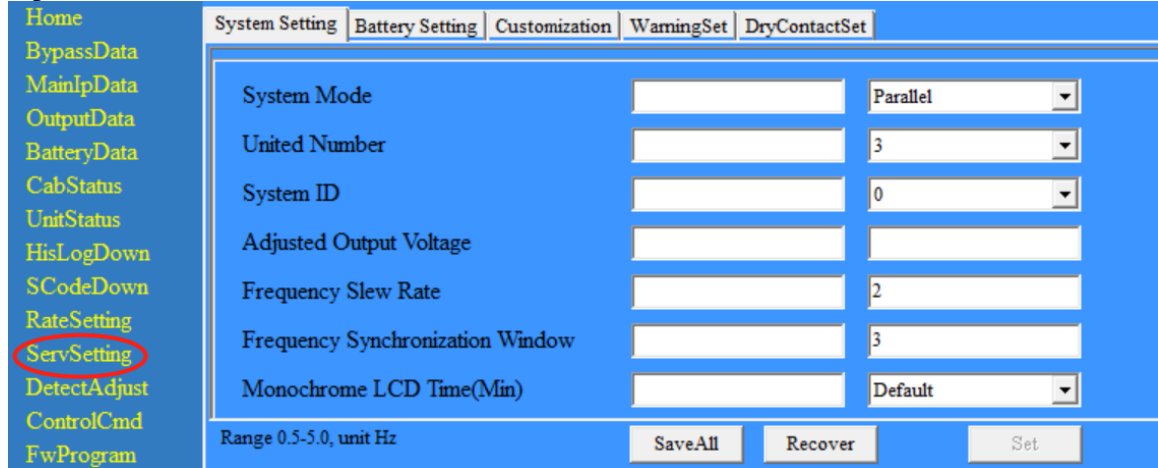 Home
BypassData
MainIpData
OutputData
BatteryData
CabStatus
UnitStatus
HisLogDown
SCodeDown
RateSetting
ServSetting
DetectAdjust
ControlCmd
FwProgram
System Setting Battery Setting Customization WarningSet DryContactSet
System Mode Parallel
United Number 3
System ID 0
Adjusted Output Voltage
Frequency Slew Rate 2
Frequency Synchronization Window 3
Monochrome LCD Time(Min) Default
Range 0.5-5.0, unit Hz SaveAll Recover Set